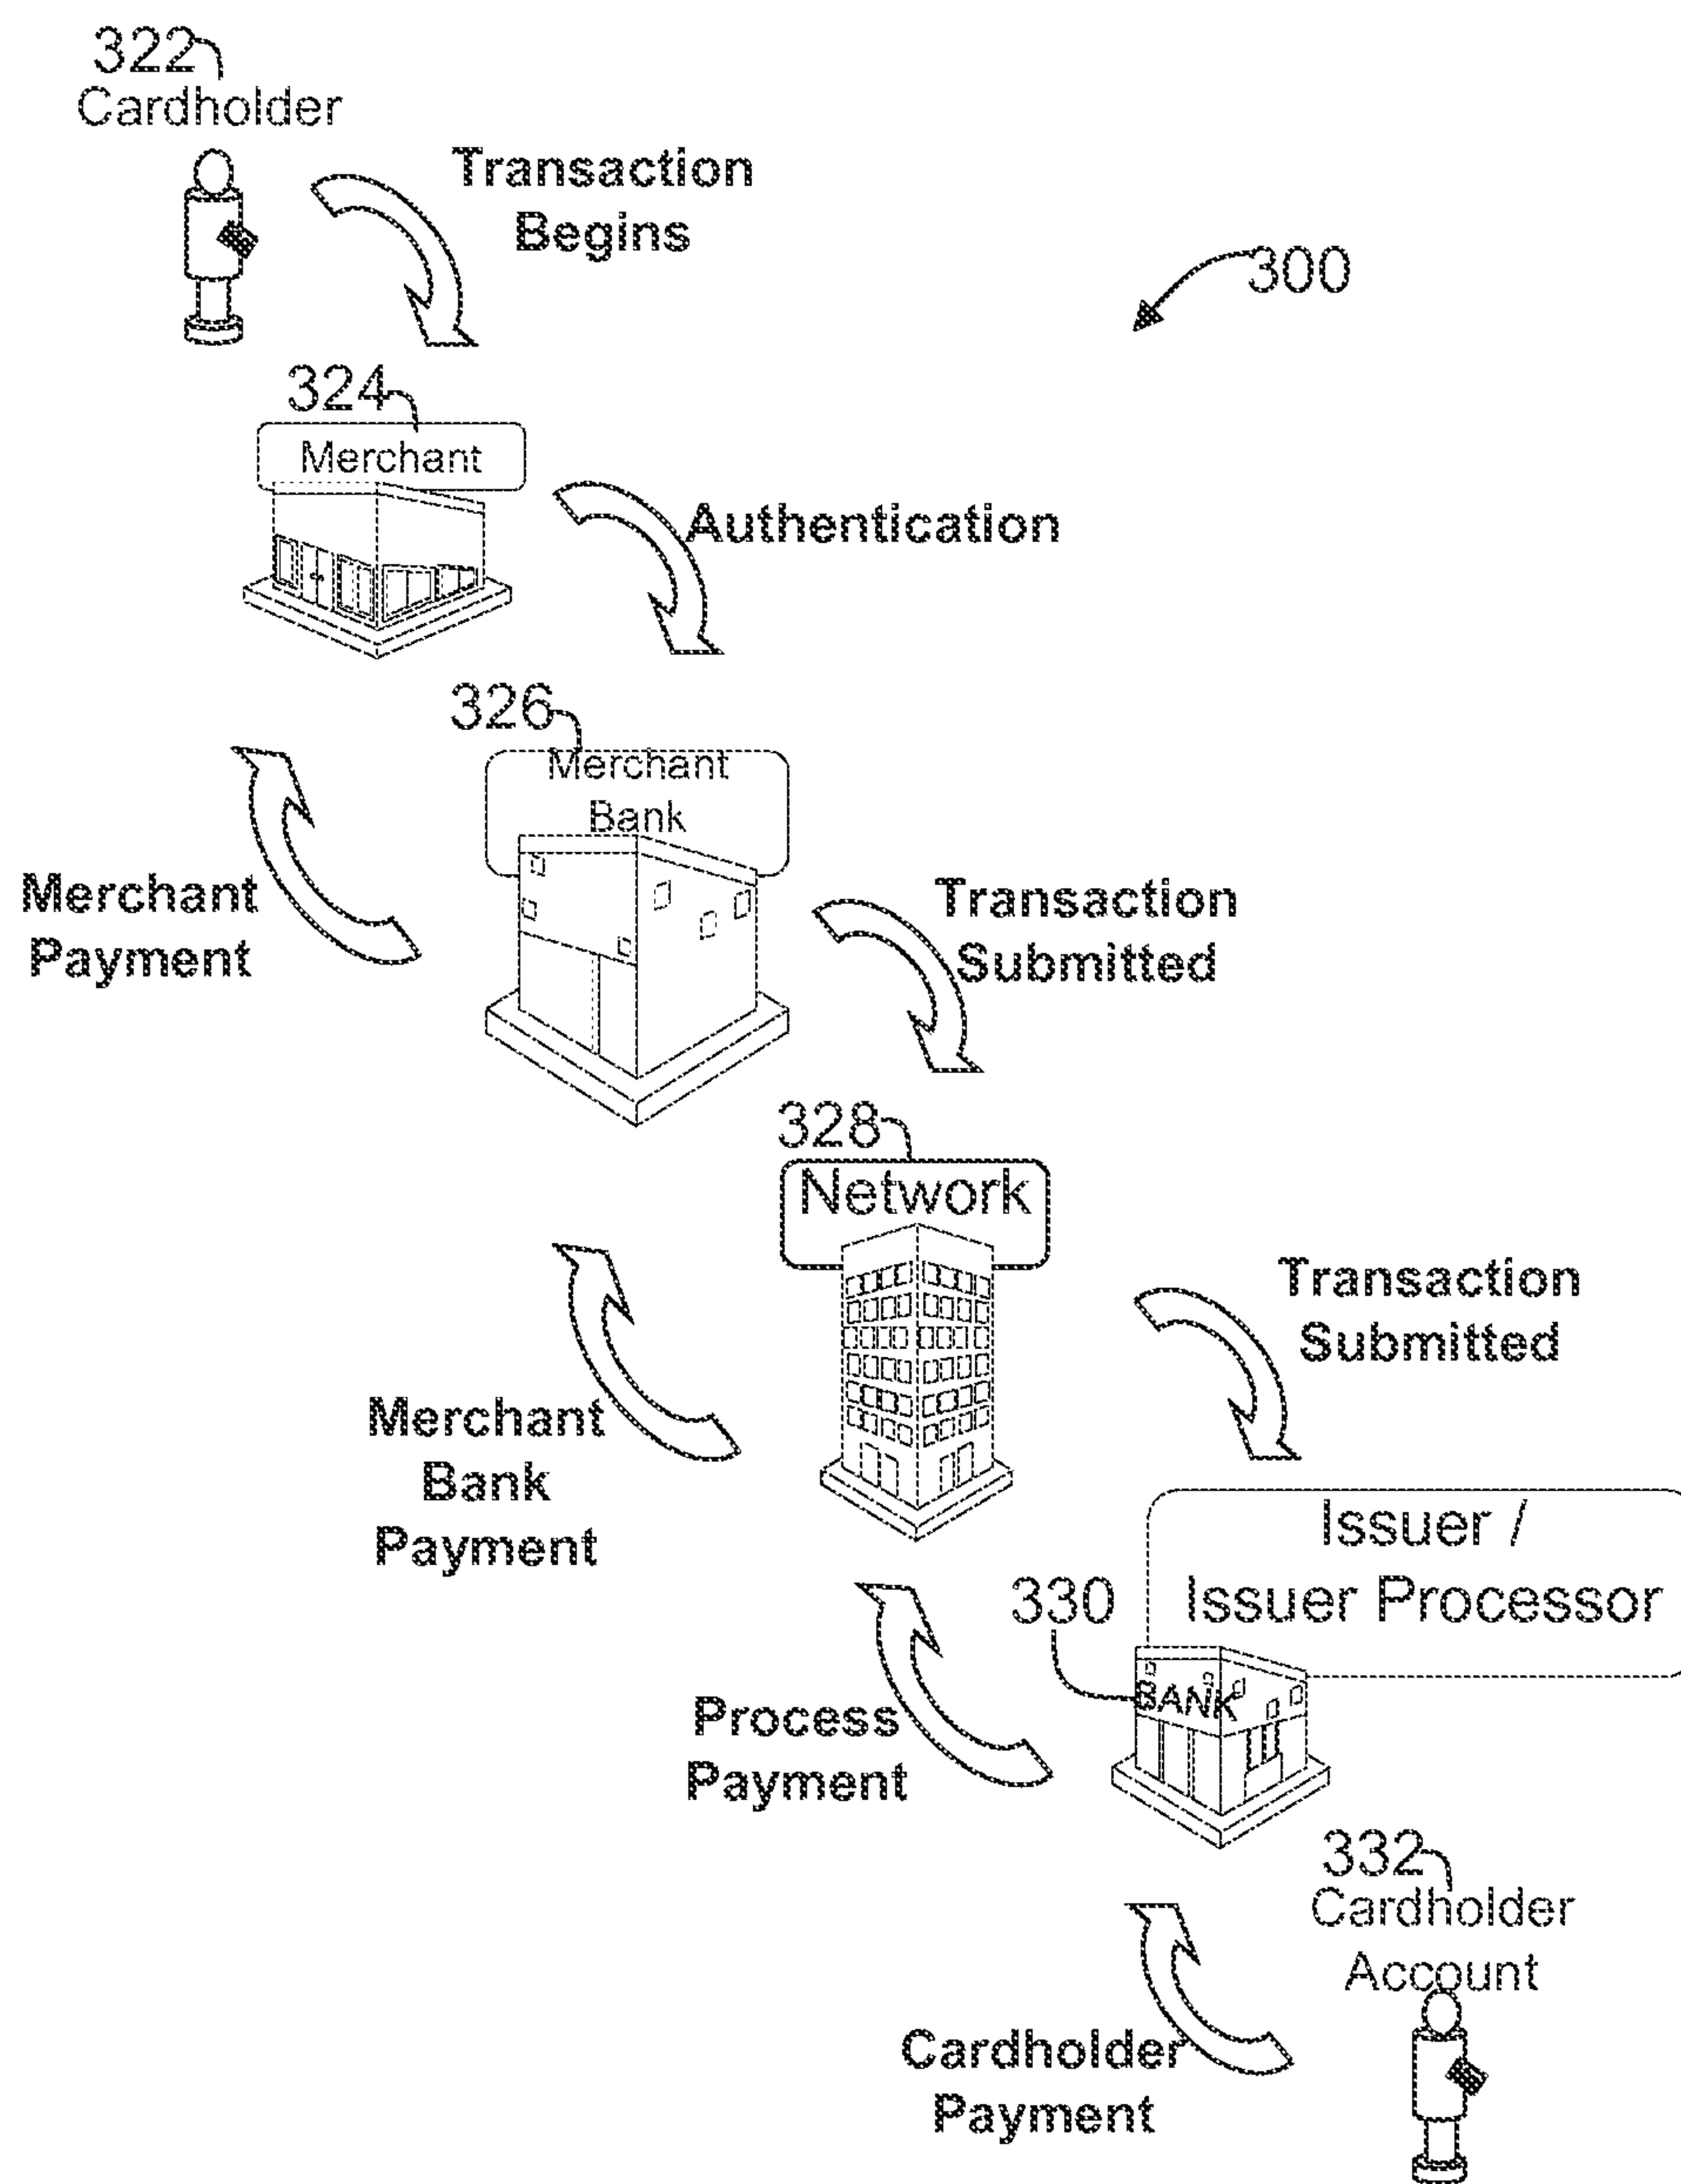 322
Cardholder
Transaction
Begins
300
324
Merchant
Authentication
326
Merchant
Bank
Merchant
Payment
Transaction
Submitted
328
Network
Transaction
Submitted
Merchant
Bank
Payment
Issuer /
Issuer Processor
330
BANK
Process
Payment
332
Cardholder
Account
Cardholder
Payment